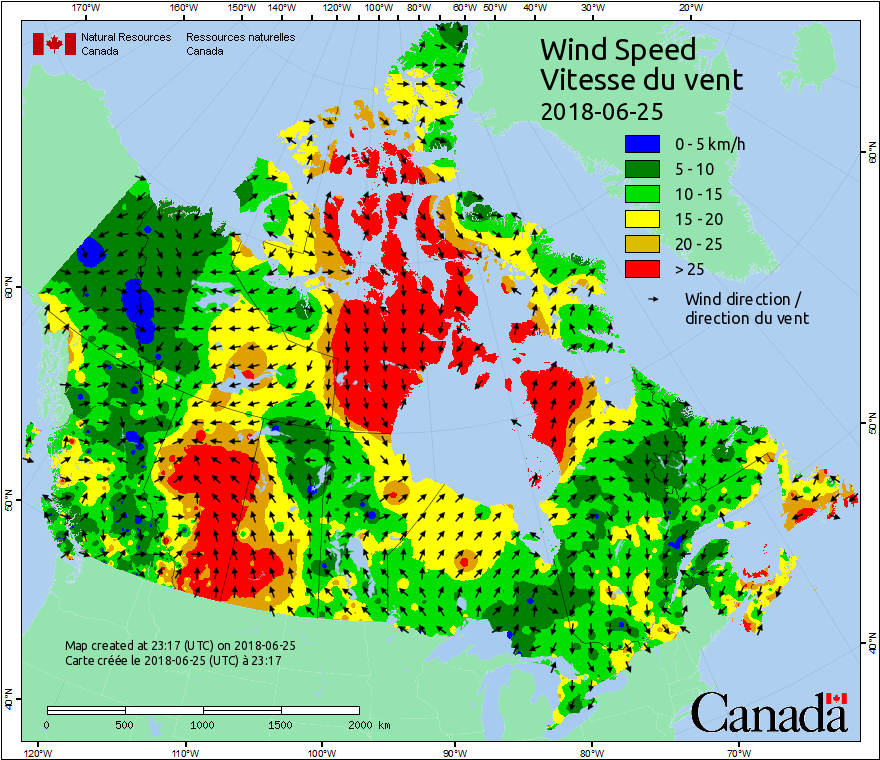 170°W 160°W 150°W 140°W 130°W 120°W 110°W 100°W 90°W 80°W 70°W 60°W 50°W 40°W 30°W 20°W
Natural Resources Canada
Ressources naturelles Canada
Wind Speed
Vitesse du vent
2018-06-25
0 - 5 km/h
5 - 10
10 - 15
15 - 20
20 - 25
> 25
Wind direction /
direction du vent
60°N
60°N
50°N
50°N
40°N
40°N
Map created at 23:17 (UTC) on 2018-06-25
Carte créée le 2018-06-25 (UTC) à 23:17
0 500 1000 1500 2000 km
Canada
120°W 110°W 100°W 90°W 80°W 70°W